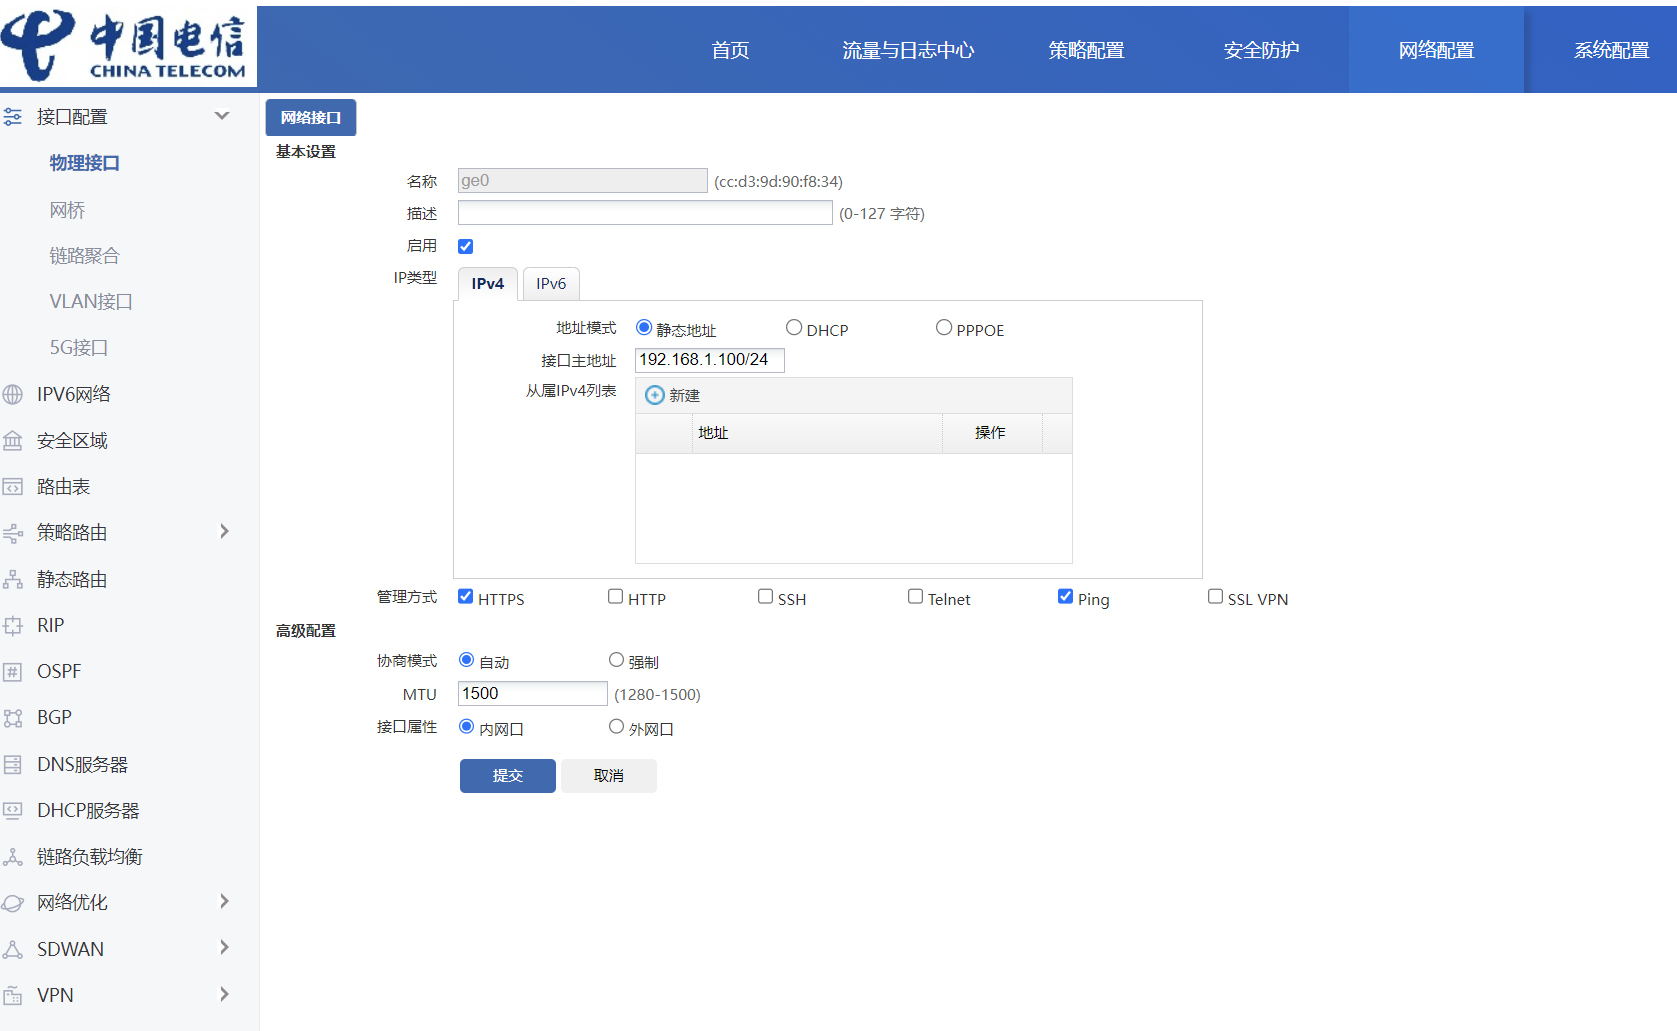 中国电信
CHINA TELECOM
首页 流量与日志中心 策略配置 安全防护 网络配置 系统配置
接口配置
物理接口
网桥
链路聚合
VLAN接口
5G接口
IPV6网络
安全区域
路由表
策略路由
静态路由
RIP
OSPF
BGP
DNS服务器
DHCP服务器
链路负载均衡
网络优化
SDWAN
VPN
网络接口
基本设置
名称 ge0 (cc:d3:9d:90:f8:34)
描述 (0-127 字符)
启用
IP类型 IPv4 IPv6
地址模式 静态地址 DHCP PPPOE
接口主地址 192.168.1.100/24
从属IPv4列表 新建
地址 操作
管理方式 HTTPS HTTP SSH Telnet Ping SSL VPN
高级配置
协商模式 自动 强制
MTU 1500 (1280-1500)
接口属性 内网口 外网口
提交 取消